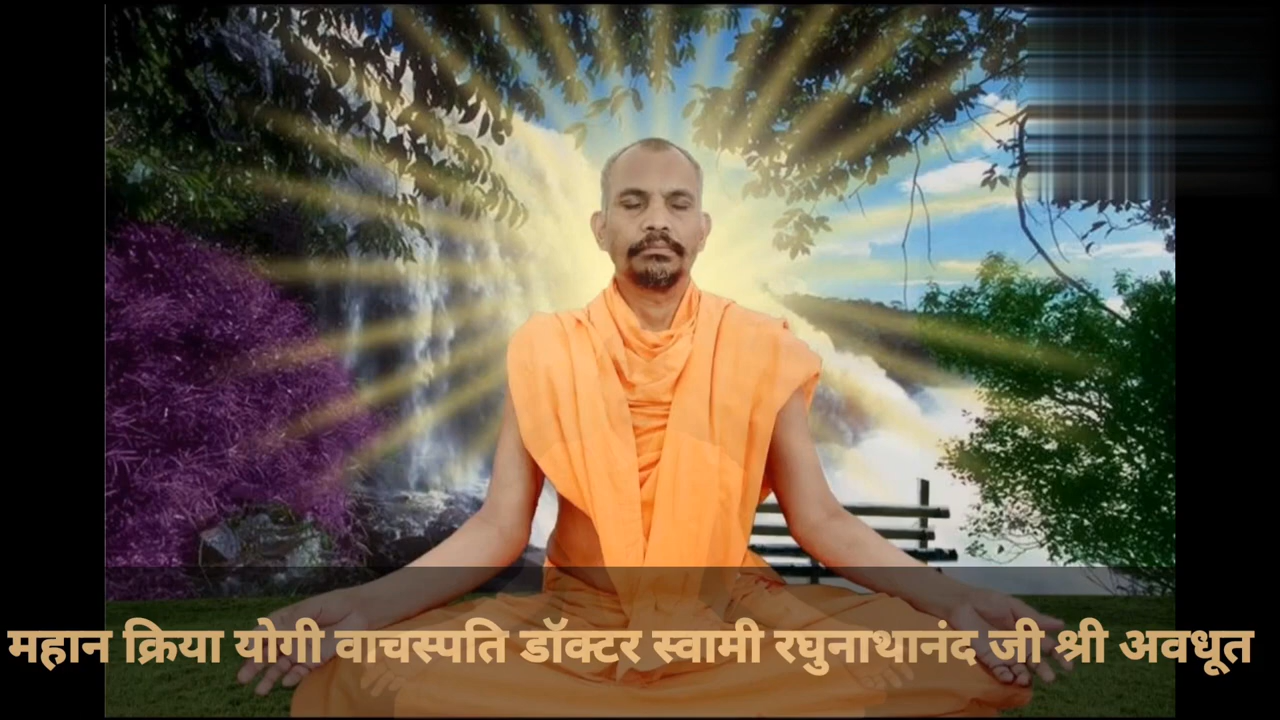 महान क्रिया योगी वाचस्पति डॉक्टर स्वामी रघुनाथानंद जी श्री अवधूत